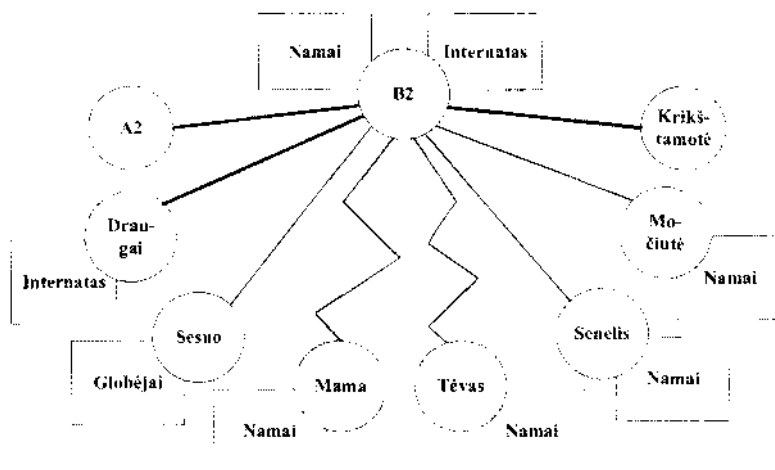 Namai
Internatas
B2
A2
Krikš-
tamotė
Drau-
gai
Mo-
čiutė
Internatas
Namai
Sesuo
Senelis
Globėjai
Mama
Tėvas
Namai
Namai
Namai